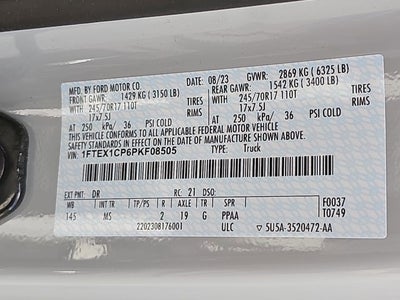 MFD. BY FORD MOTOR CO. 08/23 GVWR: 2869 KG ( 6325 LB)
FRONT GAWR: 1429 KG ( 3150 LB) REAR GAWR: 1542 KG ( 3400 LB)
WITH 245/70R17 110T TIRES WITH 245/70R17 110T TIRES
17x7.5J RIMS 17x7.5J RIMS
AT 250 kPa/ 36 PSI COLD AT 250 kPa/ 36 PSI COLD
THIS VEHICLE CONFORMS TO ALL APPLICABLE FEDERAL MOTOR VEHICLE
SAFETY STANDARDS IN EFFECT ON THE DATE OF MANUFACTURE SHOWN ABOVE.
VIN: 1FTEX1CP6PKF08505 TYPE: Truck
EXT PNT: DR RC: 21 DSO: F0037
WB INT TR TP/PS R AXLE TR SPR T0749
145 MS 2 19 G PPAA
2202308176001 ULC 5U5A-3520472-AA